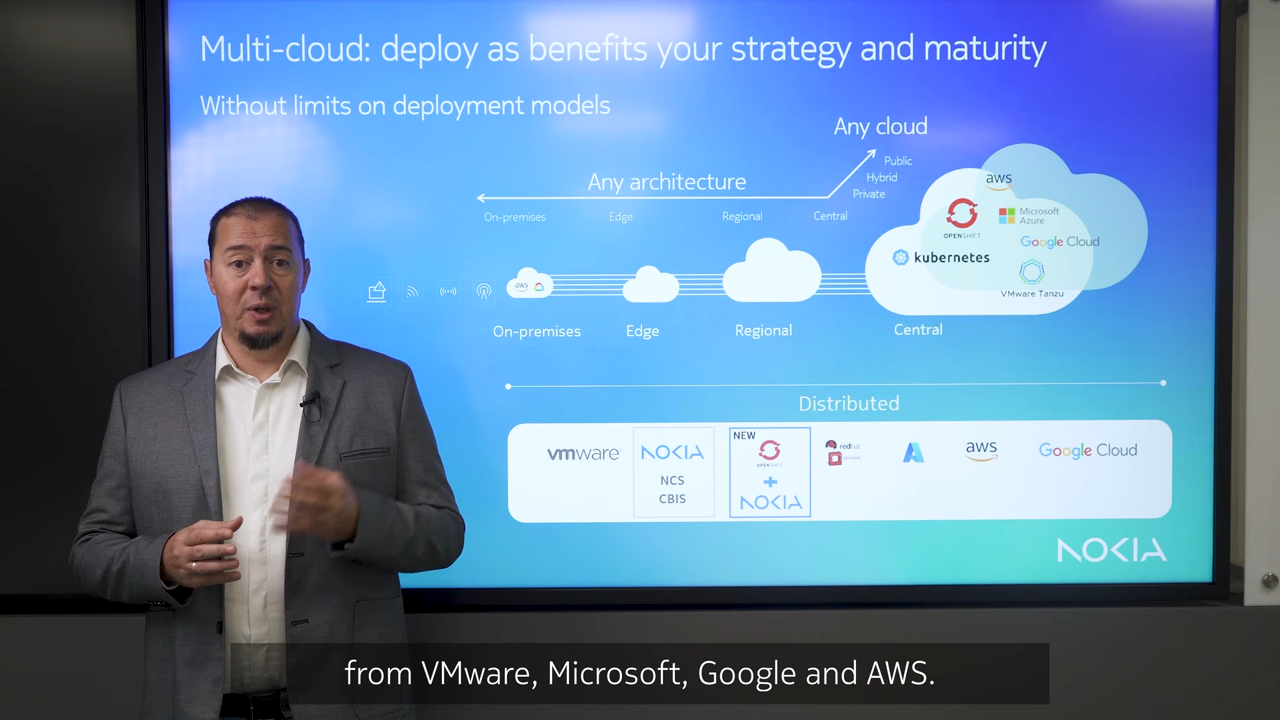 Multi-cloud: deploy as benefits your strategy and maturity
Without limits on deployment models
Any cloud
Public
Hybrid
Private
Any architecture
On-premises
Edge
Regional
Central
aws
OPENSHIFT
Microsoft
Azure
Google Cloud
kubernetes
VMware Tanzu
aws
On-premises
Edge
Regional
Central
Distributed
vmware
NOKIA
NCS
CBIS
NEW
OPENSHIFT
+
NOKIA
redhat
aws
Google Cloud
NOKIA
from VMware, Microsoft, Google and AWS.